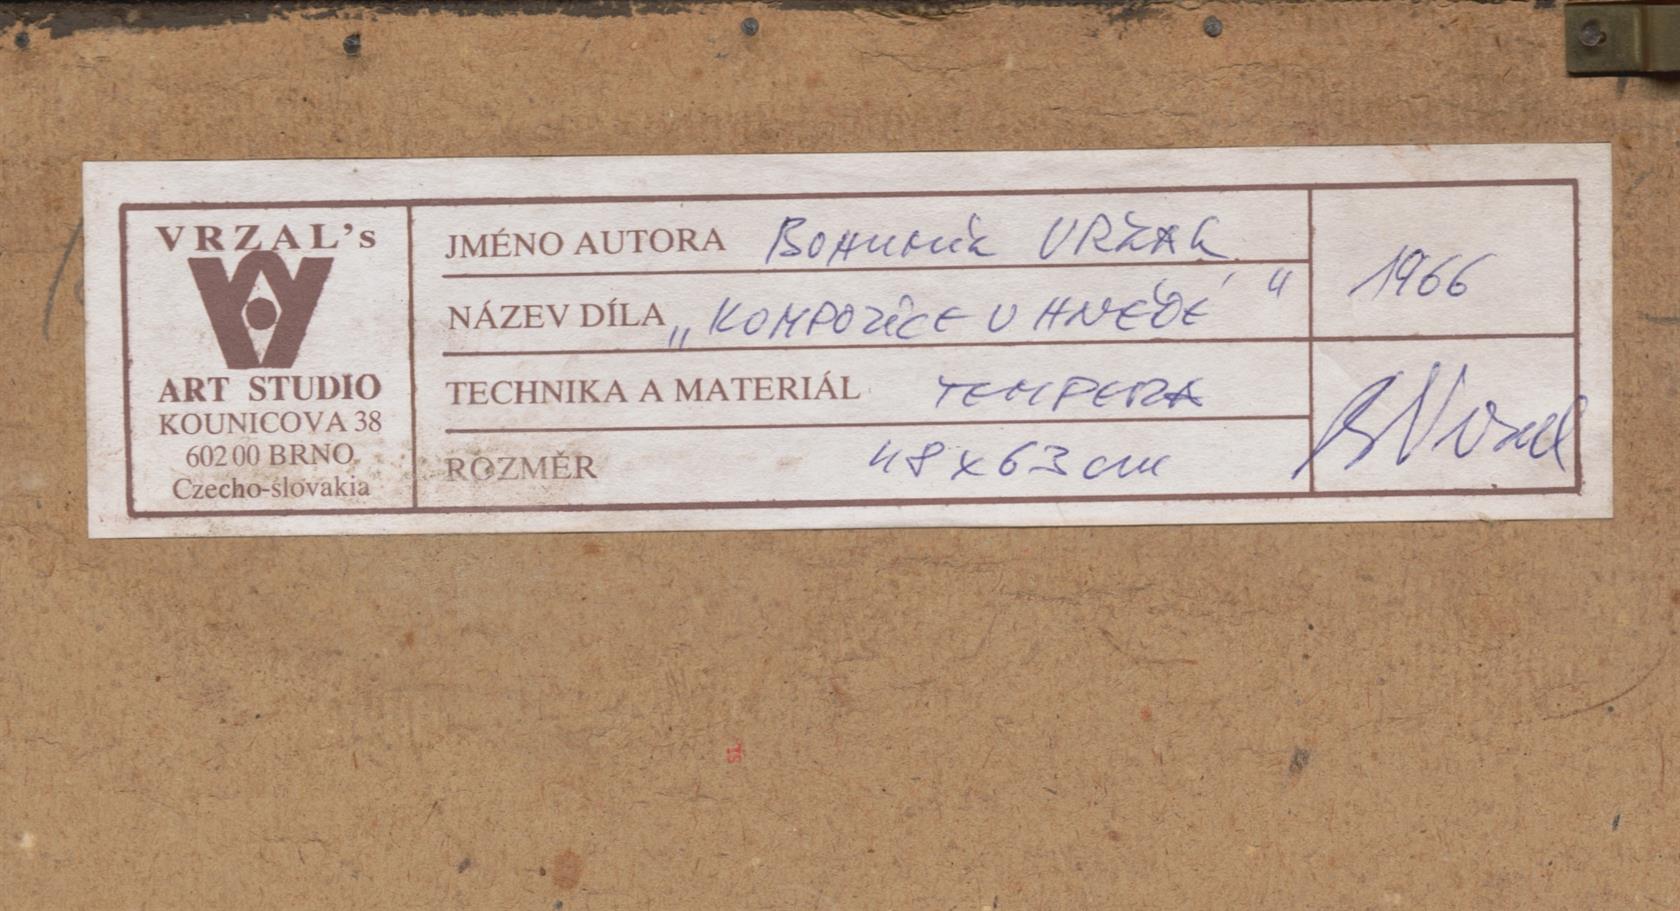 VRZAL's
ART STUDIO
KOUNICOVA 38
602 00 BRNO
Czecho-slovakia
JMÉNO AUTORA BOHUMIL VRZAL
NÁZEV DÍLA „KOMPOZICE V HNĚDÉ"
TECHNIKA A MATERIÁL TEMPERA
ROZMĚR 48 x 63 cm
1966
B Vrzal